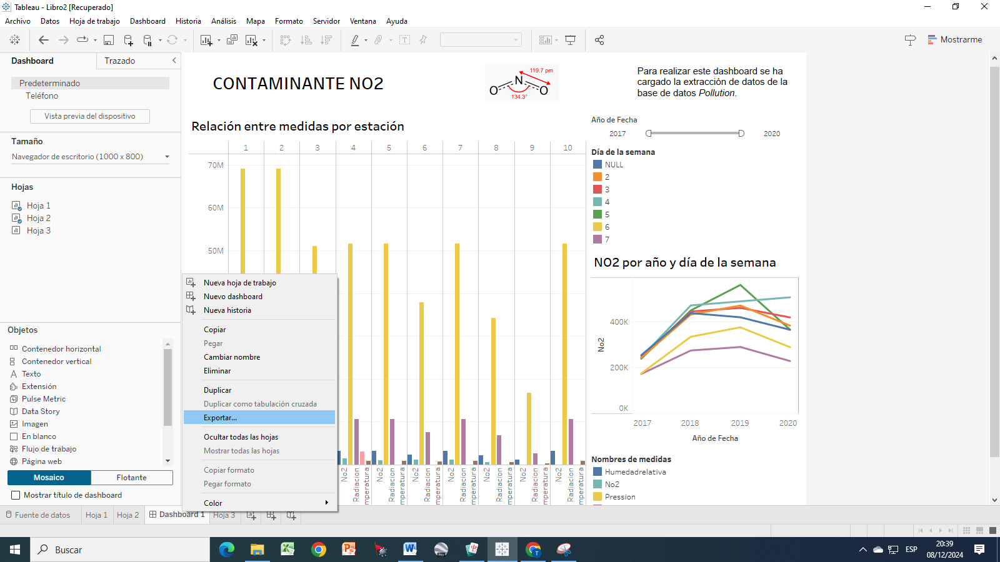 Tableau - Libro2 [Recuperado]
Archivo Datos Hoja de trabajo Dashboard Historia Análisis Mapa Formato Servidor Ventana Ayuda
Mostrarme
Dashboard Trazado
Predeterminado
Teléfono
Vista previa del dispositivo
Tamaño
Navegador de escritorio (1000 x 800)
Hojas
Hoja 1
Hoja 2
Hoja 3
Objetos
Contenedor horizontal
Contenedor vertical
Texto
Extensión
Pulse Metric
Data Story
Imagen
En blanco
Flujo de trabajo
Página web
Mosaico Flotante
Mostrar título de dashboard
CONTAMINANTE NO2
119.7 pm
N
O O
134.3°
Para realizar este dashboard se ha
cargado la extracción de datos de la
base de datos Pollution.
Relación entre medidas por estación
1 2 3 4 5 6 7 8 9 10
70M
60M
50M
No2 Radiacion mperatura No2 Radiacion mperatura No2 Radiacion mperatura No2 Radiacion mperatura No2 Radiacion mperatura No2 Radiacion mperatura No2 Radiacion mperatura
Nueva hoja de trabajo
Nuevo dashboard
Nueva historia
Copiar
Pegar
Cambiar nombre
Eliminar
Duplicar
Duplicar como tabulación cruzada
Exportar...
Ocultar todas las hojas
Mostrar todas las hojas
Copiar formato
Pegar formato
Color
Año de Fecha
2017 2020
Día de la semana
NULL
2
3
4
5
6
7
NO2 por año y día de la semana
No2
400K
200K
0K
2017 2018 2019 2020
Año de Fecha
Nombres de medidas
Humedadrelativa
No2
Pression
Fuente de datos Hoja 1 Hoja 2 Dashboard 1 Hoja 3
Buscar
Pro
T
ESP
20:39
08/12/2024